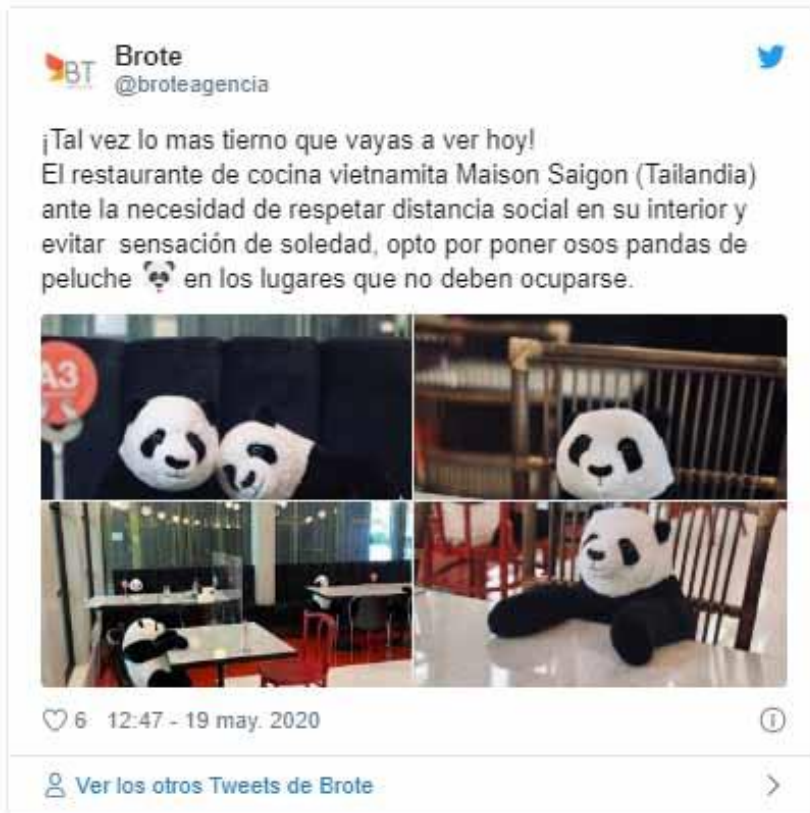 BT
Brote
@broteagencia
¡Tal vez lo mas tierno que vayas a ver hoy!
El restaurante de cocina vietnamita Maison Saigon (Tailandia)
ante la necesidad de respetar distancia social en su interior y
evitar sensación de soledad, opto por poner osos pandas de
peluche 🐼 en los lugares que no deben ocuparse.
A3
6 12:47 - 19 may. 2020
Ver los otros Tweets de Brote